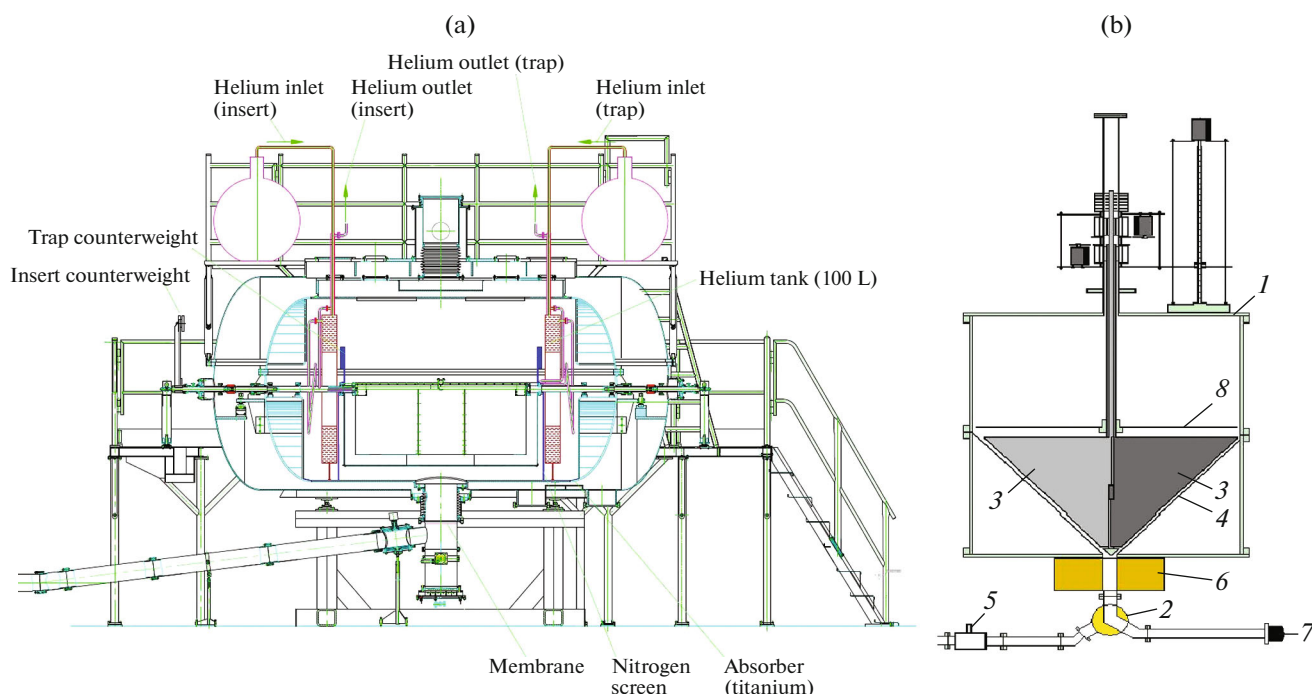 (a)
(b)
Helium outlet (trap)
Helium inlet
(insert)
Helium outlet
(insert)
Helium inlet
(trap)
Trap counterweight
Insert counterweight
Helium tank (100 L)
Membrane
Nitrogen
screen
Absorber
(titanium)
1
8
3
3
4
6
5
2
7